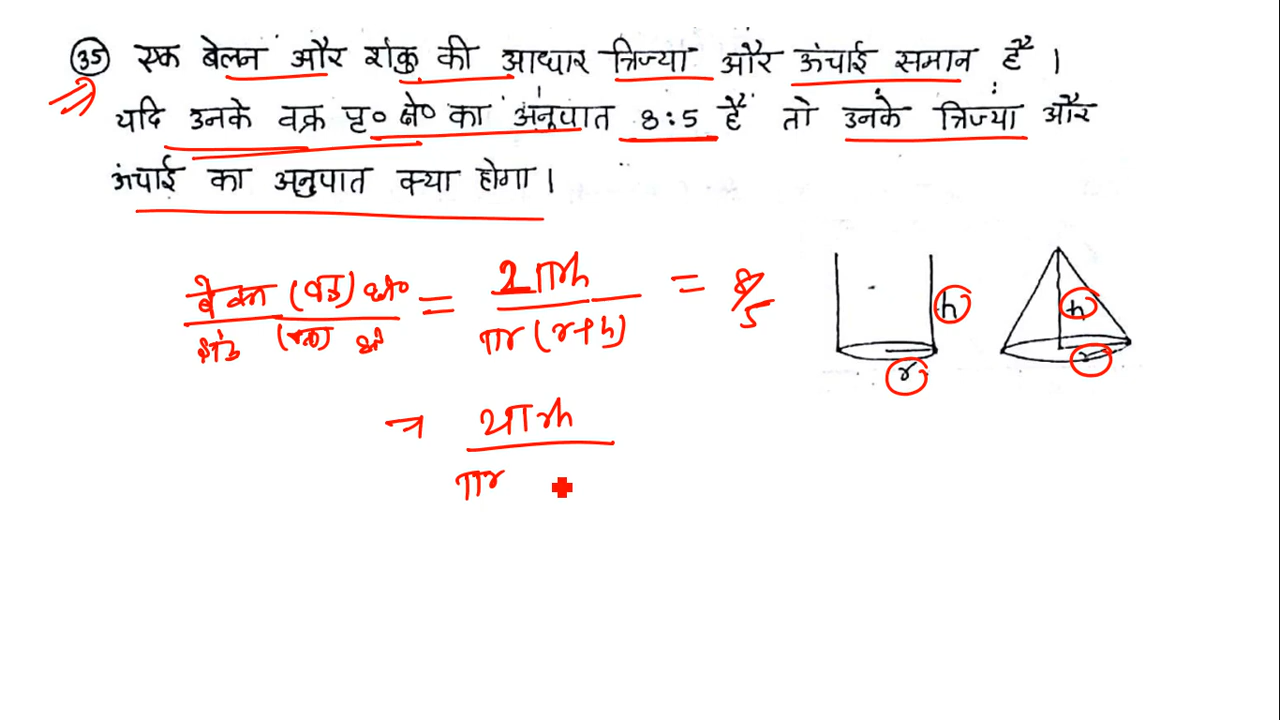 35 एक बेलन और शंकु की आधार त्रिज्या और ऊंचाई समान है ।
यदि उनके वक्र पृ० क्षे० का अनुपात 8:5 है तो उनके त्रिज्या और
ऊंचाई का अनुपात क्या होगा ।
= 2πrh / πr(r+h) = 8/5
h h
r r
→ 2πrh / πr